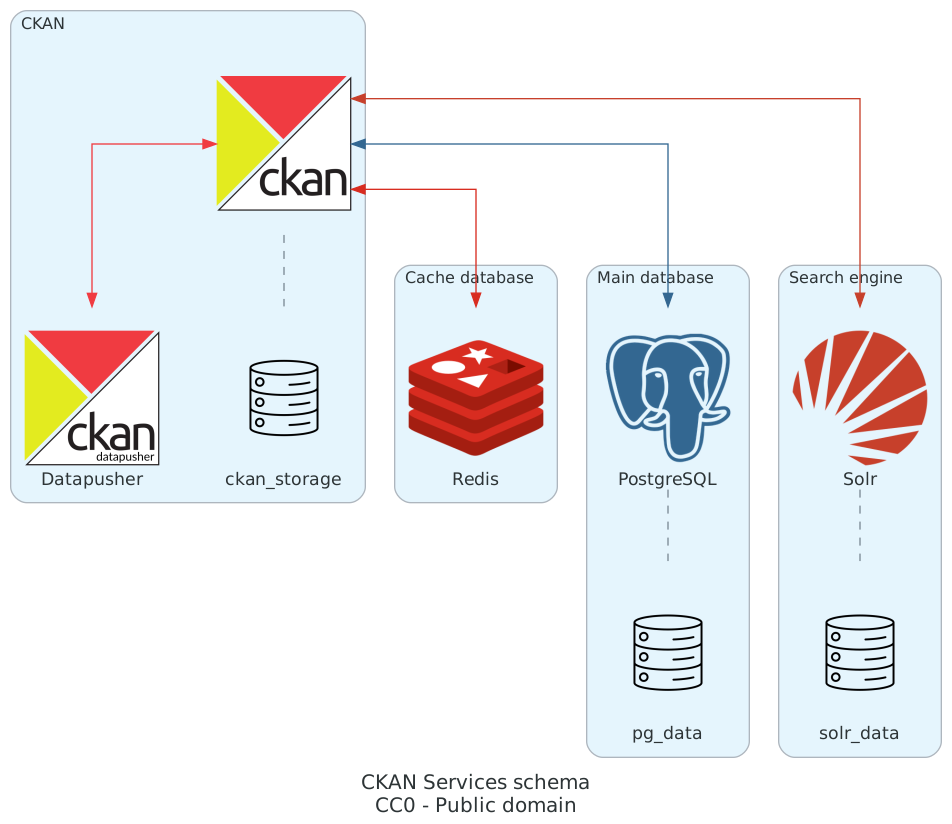 CKAN
ckan
Cache database
Main database
Search engine
ckan
datapusher
Datapusher
ckan_storage
Redis
PostgreSQL
Solr
pg_data
solr_data
CKAN Services schema
CC0 - Public domain